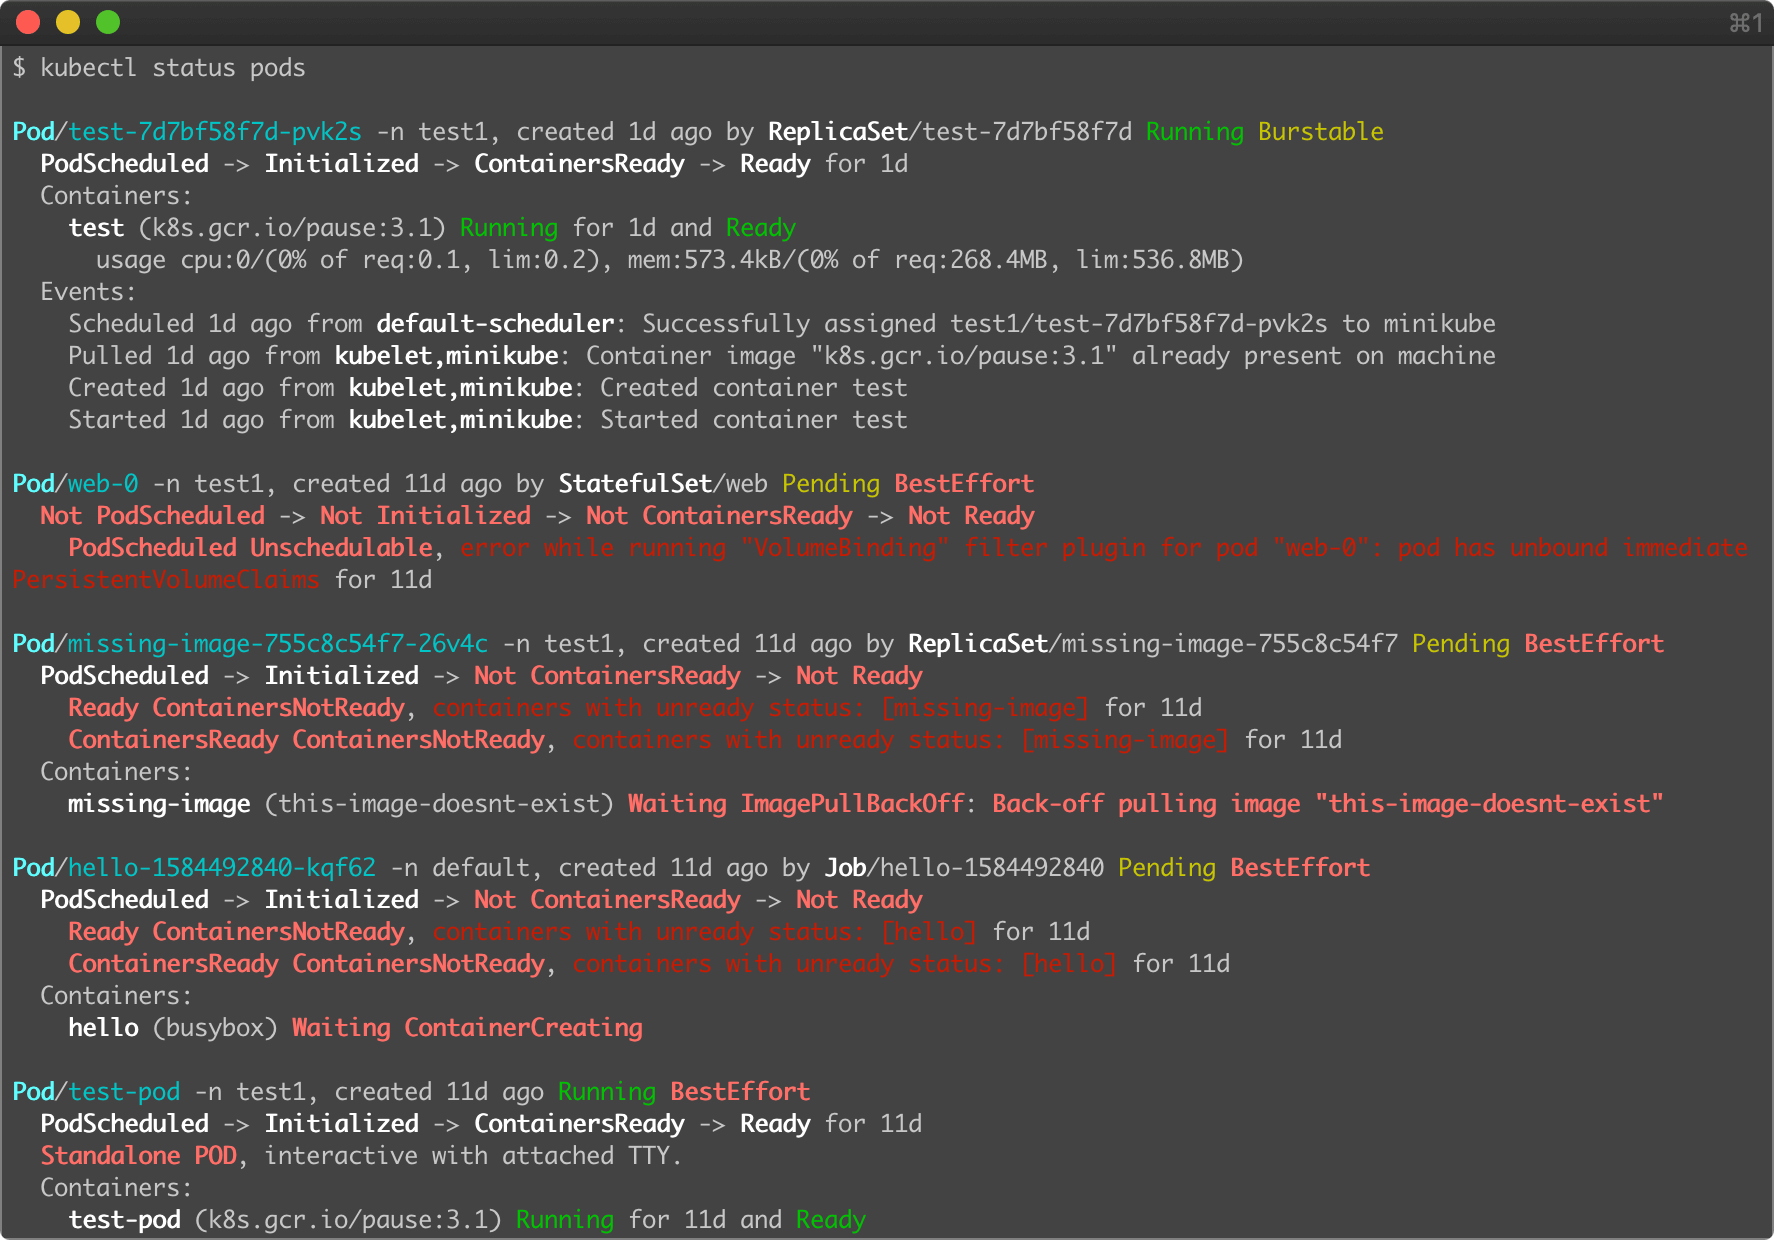 ⌘1
$ kubectl status pods
Pod/test-7d7bf58f7d-pvk2s -n test1, created 1d ago by ReplicaSet/test-7d7bf58f7d Running Burstable
PodScheduled -> Initialized -> ContainersReady -> Ready for 1d
Containers:
test (k8s.gcr.io/pause:3.1) Running for 1d and Ready
usage cpu:0/(0% of req:0.1, lim:0.2), mem:573.4kB/(0% of req:268.4MB, lim:536.8MB)
Events:
Scheduled 1d ago from default-scheduler: Successfully assigned test1/test-7d7bf58f7d-pvk2s to minikube
Pulled 1d ago from kubelet,minikube: Container image "k8s.gcr.io/pause:3.1" already present on machine
Created 1d ago from kubelet,minikube: Created container test
Started 1d ago from kubelet,minikube: Started container test
Pod/web-0 -n test1, created 11d ago by StatefulSet/web Pending BestEffort
Not PodScheduled -> Not Initialized -> Not ContainersReady -> Not Ready
PodScheduled Unschedulable, error while running "VolumeBinding" filter plugin for pod "web-0": pod has unbound immediate
PersistentVolumeClaims for 11d
Pod/missing-image-755c8c54f7-26v4c -n test1, created 11d ago by ReplicaSet/missing-image-755c8c54f7 Pending BestEffort
PodScheduled -> Initialized -> Not ContainersReady -> Not Ready
Ready ContainersNotReady, containers with unready status: [missing-image] for 11d
ContainersReady ContainersNotReady, containers with unready status: [missing-image] for 11d
Containers:
missing-image (this-image-doesnt-exist) Waiting ImagePullBackOff: Back-off pulling image "this-image-doesnt-exist"
Pod/hello-1584492840-kqf62 -n default, created 11d ago by Job/hello-1584492840 Pending BestEffort
PodScheduled -> Initialized -> Not ContainersReady -> Not Ready
Ready ContainersNotReady, containers with unready status: [hello] for 11d
ContainersReady ContainersNotReady, containers with unready status: [hello] for 11d
Containers:
hello (busybox) Waiting ContainerCreating
Pod/test-pod -n test1, created 11d ago Running BestEffort
PodScheduled -> Initialized -> ContainersReady -> Ready for 11d
Standalone POD, interactive with attached TTY.
Containers:
test-pod (k8s.gcr.io/pause:3.1) Running for 11d and Ready